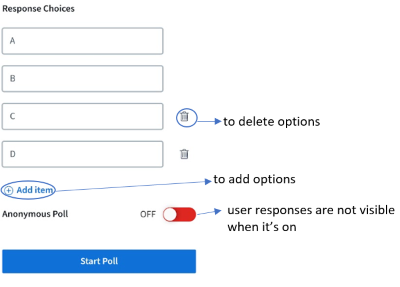 Response Choices
A
B
C
to delete options
D
to add options
Add item
Anonymous Poll OFF
user responses are not visible
when it's on
Start Poll